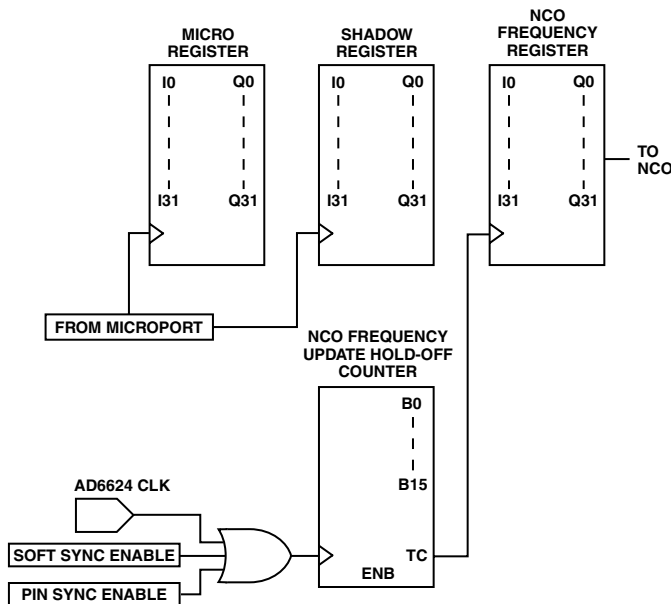 MICRO
REGISTER
SHADOW
REGISTER
NCO
FREQUENCY
REGISTER
I0 Q0
I31 Q31
I0 Q0
I31 Q31
I0 Q0
I31 Q31
TO
NCO
FROM MICROPORT
NCO FREQUENCY
UPDATE HOLD-OFF
COUNTER
B0
B15
TC
ENB
AD6624 CLK
SOFT SYNC ENABLE
PIN SYNC ENABLE